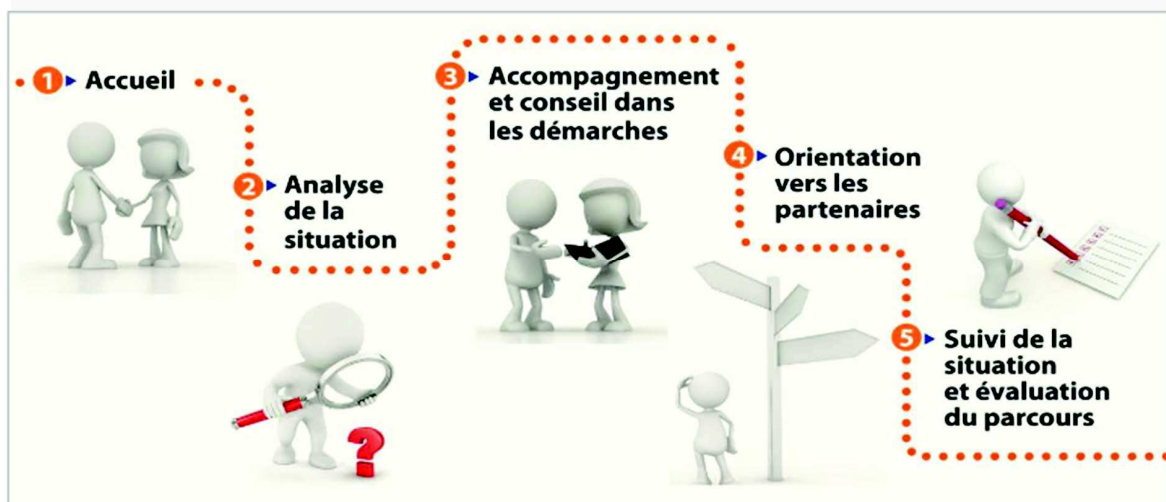 1 Accueil
2 Analyse
de la
situation
3 Accompagnement
et conseil dans
les démarches
4 Orientation
vers les
partenaires
5 Suivi de la
situation
et évaluation
du parcours
?